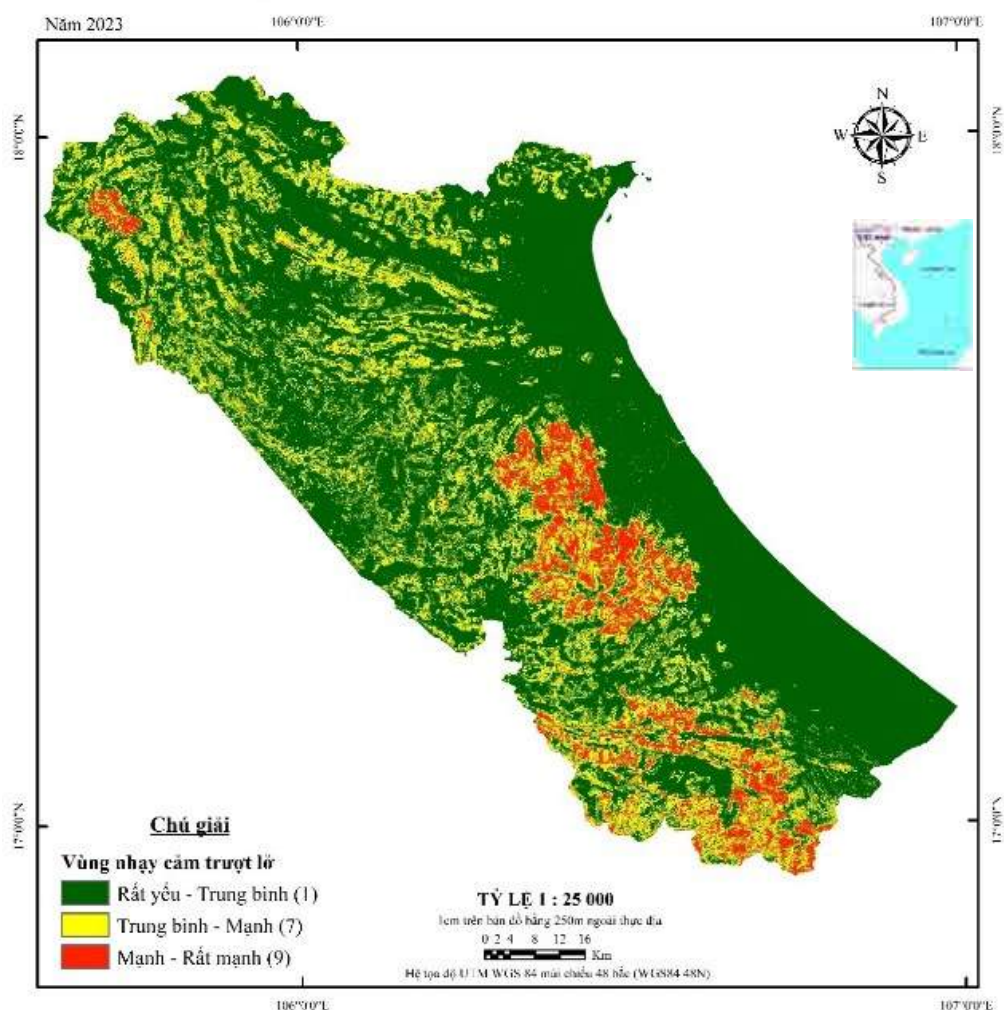 Năm 2023
106°0'0"E
107°0'0"E
18°0'0"N
18°0'0"N
N
W
E
S
17°0'0"N
17°0'0"N
Chú giải
Vùng nhạy cảm trượt lở
Rất yếu - Trung bình (1)
Trung bình - Mạnh (7)
Mạnh - Rất mạnh (9)
TỶ LỆ 1 : 25 000
1cm trên bản đồ bằng 250m ngoài thực địa
0 2 4 8 12 16
Km
Hệ tọa độ UTM WGS 84 múi chiếu 48 bắc (WGS84 48N)
106°0'0"E
107°0'0"E